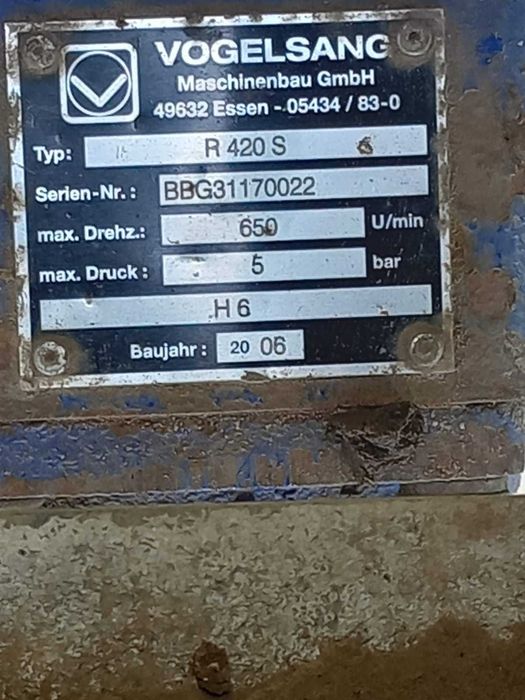 VOGELSANG
Maschinenbau GmbH
49632 Essen - 05434 / 83-0
Typ: R 420 S
Serien-Nr.: BBG31170022
max. Drehz.: 650 U/min
max. Druck: 5 bar
H 6
Baujahr: 20 06